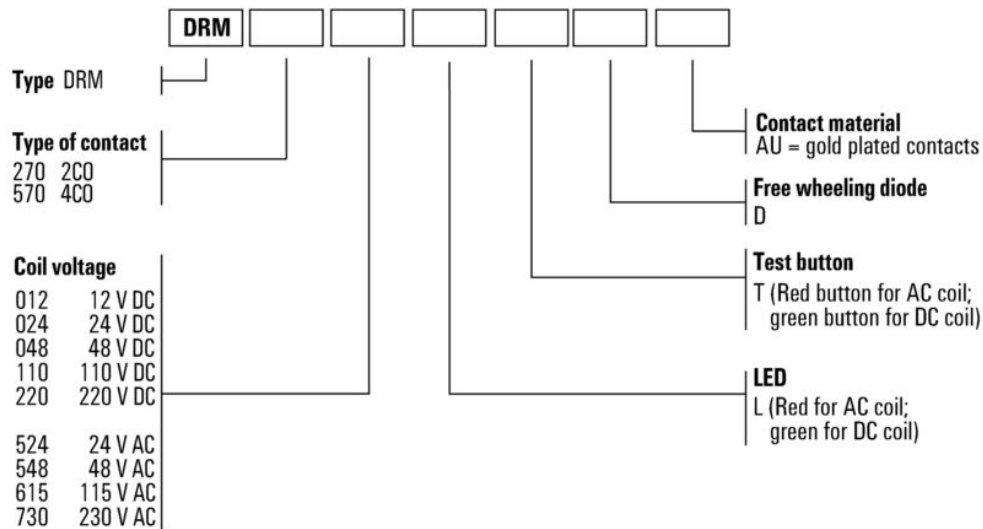 DRM
Type DRM
Type of contact
270 2CO
570 4CO
Coil voltage
012 12 V DC
024 24 V DC
048 48 V DC
110 110 V DC
220 220 V DC
524 24 V AC
548 48 V AC
615 115 V AC
730 230 V AC
Contact material
AU = gold plated contacts
Free wheeling diode
D
Test button
T (Red button for AC coil;
green button for DC coil)
LED
L (Red for AC coil;
green for DC coil)